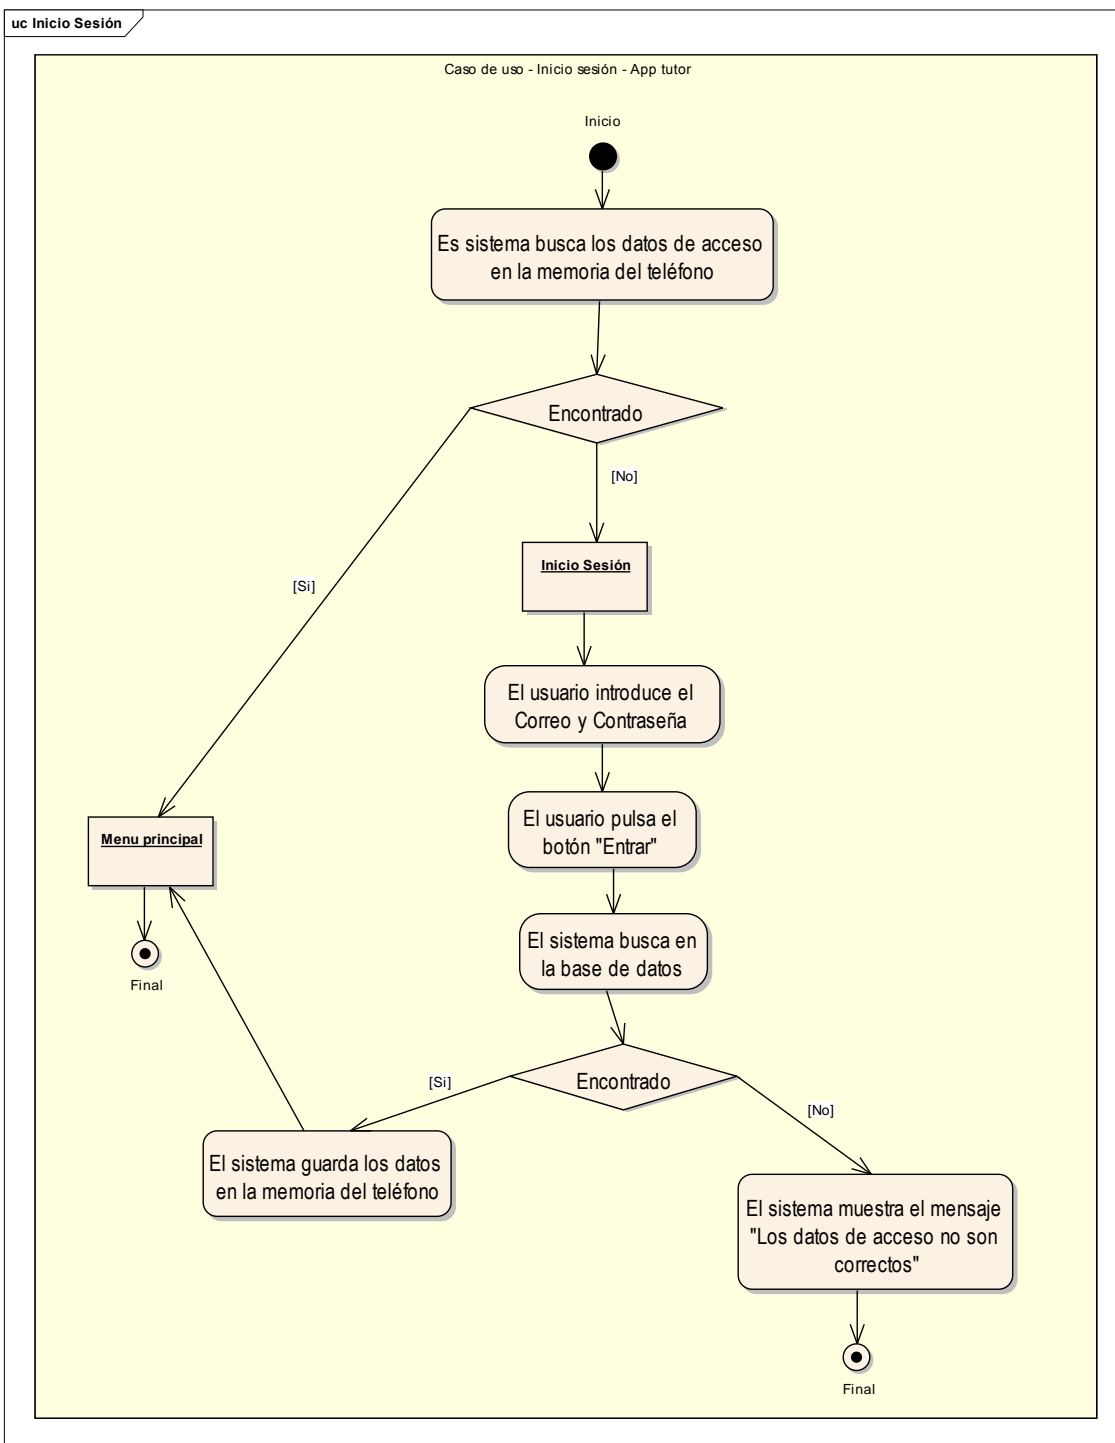 uc Inicio Sesión
Caso de uso - Inicio sesión - App tutor
Inicio
Es sistema busca los datos de acceso
en la memoria del teléfono
Encontrado
[No]
[Si]
Inicio Sesión
El usuario introduce el
Correo y Contraseña
El usuario pulsa el
botón "Entrar"
Menu principal
El sistema busca en
la base de datos
Final
Encontrado
[Si]
[No]
El sistema guarda los datos
en la memoria del teléfono
El sistema muestra el mensaje
"Los datos de acceso no son
correctos"
Final